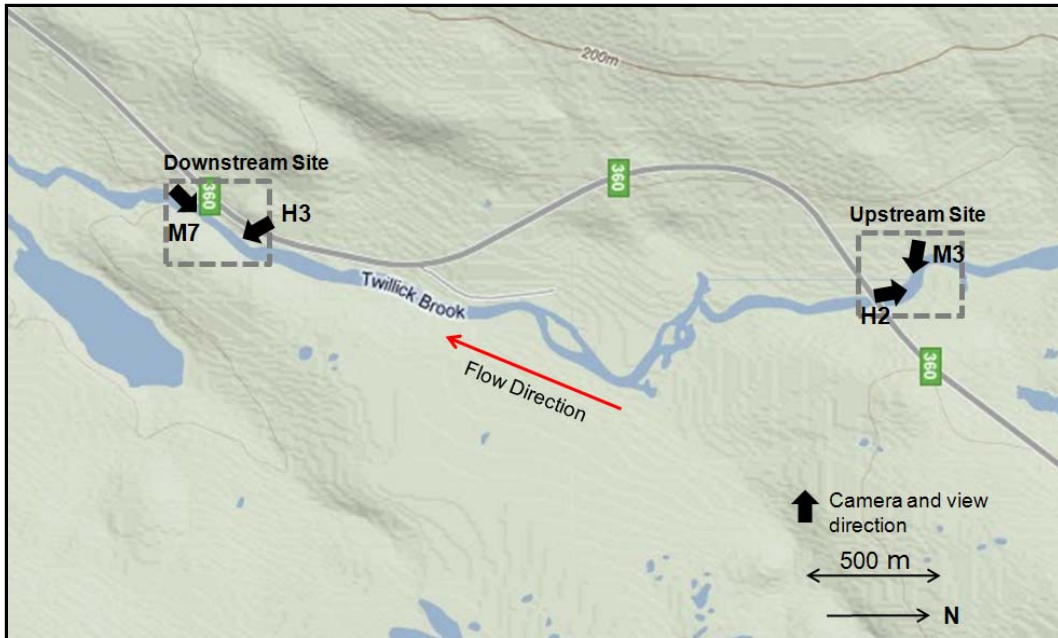 200m
Downstream Site
360
H3
M7
360
Upstream Site
M3
H2
Twillick Brook
360
Flow Direction
Camera and view
direction
500 m
N